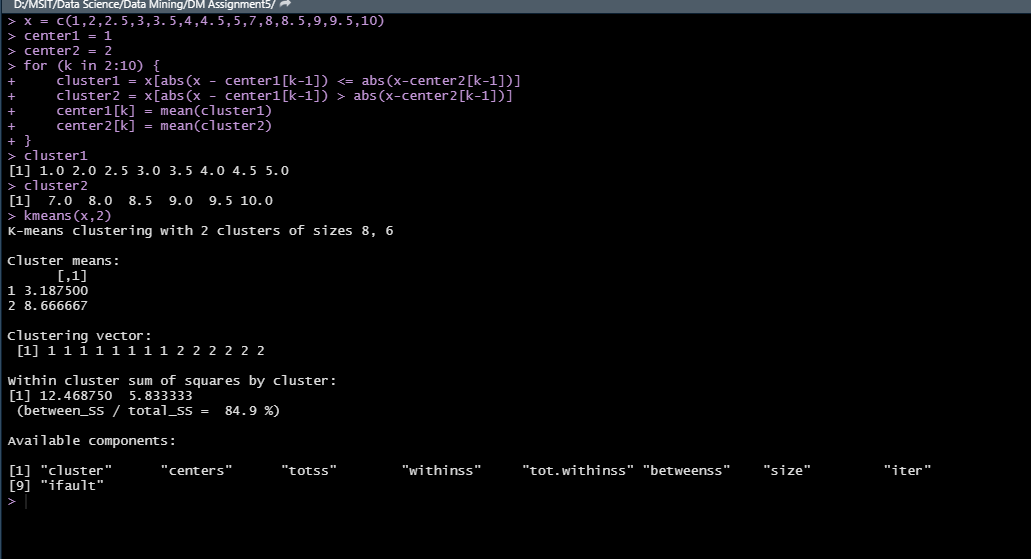 D:/MSIT/Data Science/Data Mining/DM Assignment5/
> x = c(1,2,2.5,3,3.5,4,4.5,5,7,8,8.5,9,9.5,10)
> center1 = 1
> center2 = 2
> for (k in 2:10) {
+     cluster1 = x[abs(x - center1[k-1]) <= abs(x-center2[k-1])]
+     cluster2 = x[abs(x - center1[k-1]) > abs(x-center2[k-1])]
+     center1[k] = mean(cluster1)
+     center2[k] = mean(cluster2)
+ }
> cluster1
[1] 1.0 2.0 2.5 3.0 3.5 4.0 4.5 5.0
> cluster2
[1]  7.0  8.0  8.5  9.0  9.5 10.0
> kmeans(x,2)
K-means clustering with 2 clusters of sizes 8, 6
Cluster means:
      [,1]
1 3.187500
2 8.666667
Clustering vector:
 [1] 1 1 1 1 1 1 1 1 2 2 2 2 2 2
Within cluster sum of squares by cluster:
[1] 12.468750  5.833333
 (between_SS / total_SS =  84.9 %)
Available components:
[1] "cluster"      "centers"      "totss"        "withinss"     "tot.withinss" "betweenss"    "size"         "iter"
[9] "ifault"
>